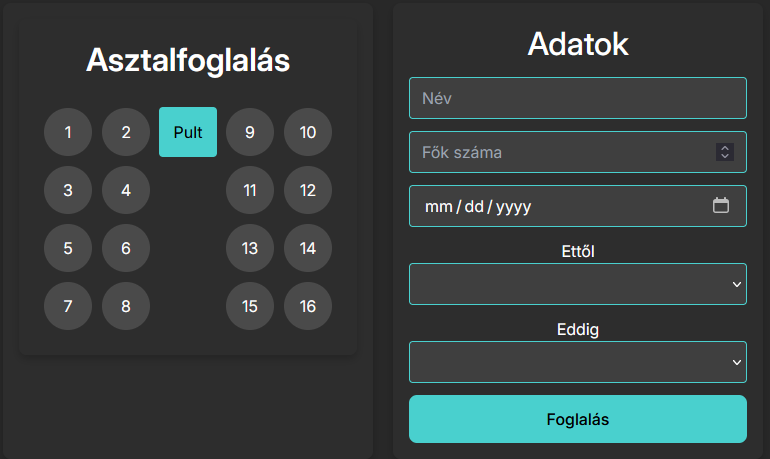 Asztalfoglalás
1 2 Pult 9 10
3 4 11 12
5 6 13 14
7 8 15 16
Adatok
Név
Fők száma
mm/dd/yyyy
Ettől
Eddig
Foglalás